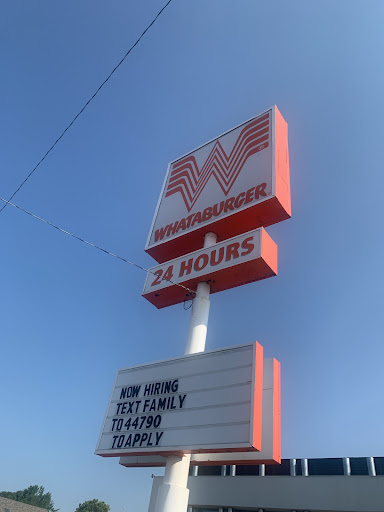 WHATABURGER
24 HOURS
NOW HIRING
TEXT FAMILY
TO 44790
TO APPLY